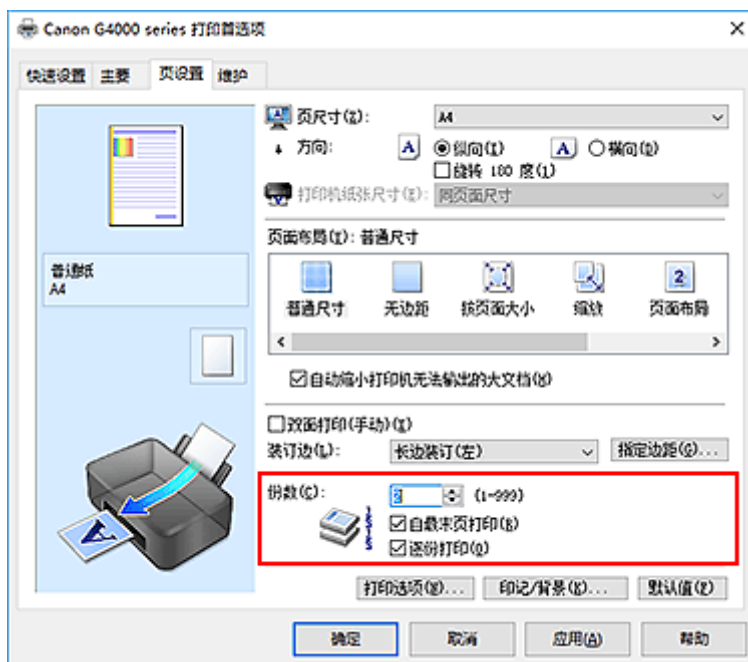 Canon G4000 series 打印首选项
快速设置 主要 页设置 维护
页尺寸(Z): A4
方向: A 纵向(I) A 横向(D)
旋转 180 度(1)
打印机纸张尺寸(E): 同页面尺寸
页面布局(Y): 普通尺寸
普通纸
A4
普通尺寸 无边距 按页面大小 缩放 页面布局
自动缩小打印机无法输出的大文档(8)
双面打印(手动)(X)
装订边(L): 长边装订(左) 指定边距(G)...
份数(C): (1-999)
自最末页打印(R)
逐份打印(Q)
打印选项(W)... 印记/背景(K)... 默认值(F)
确定 取消 应用(A) 帮助